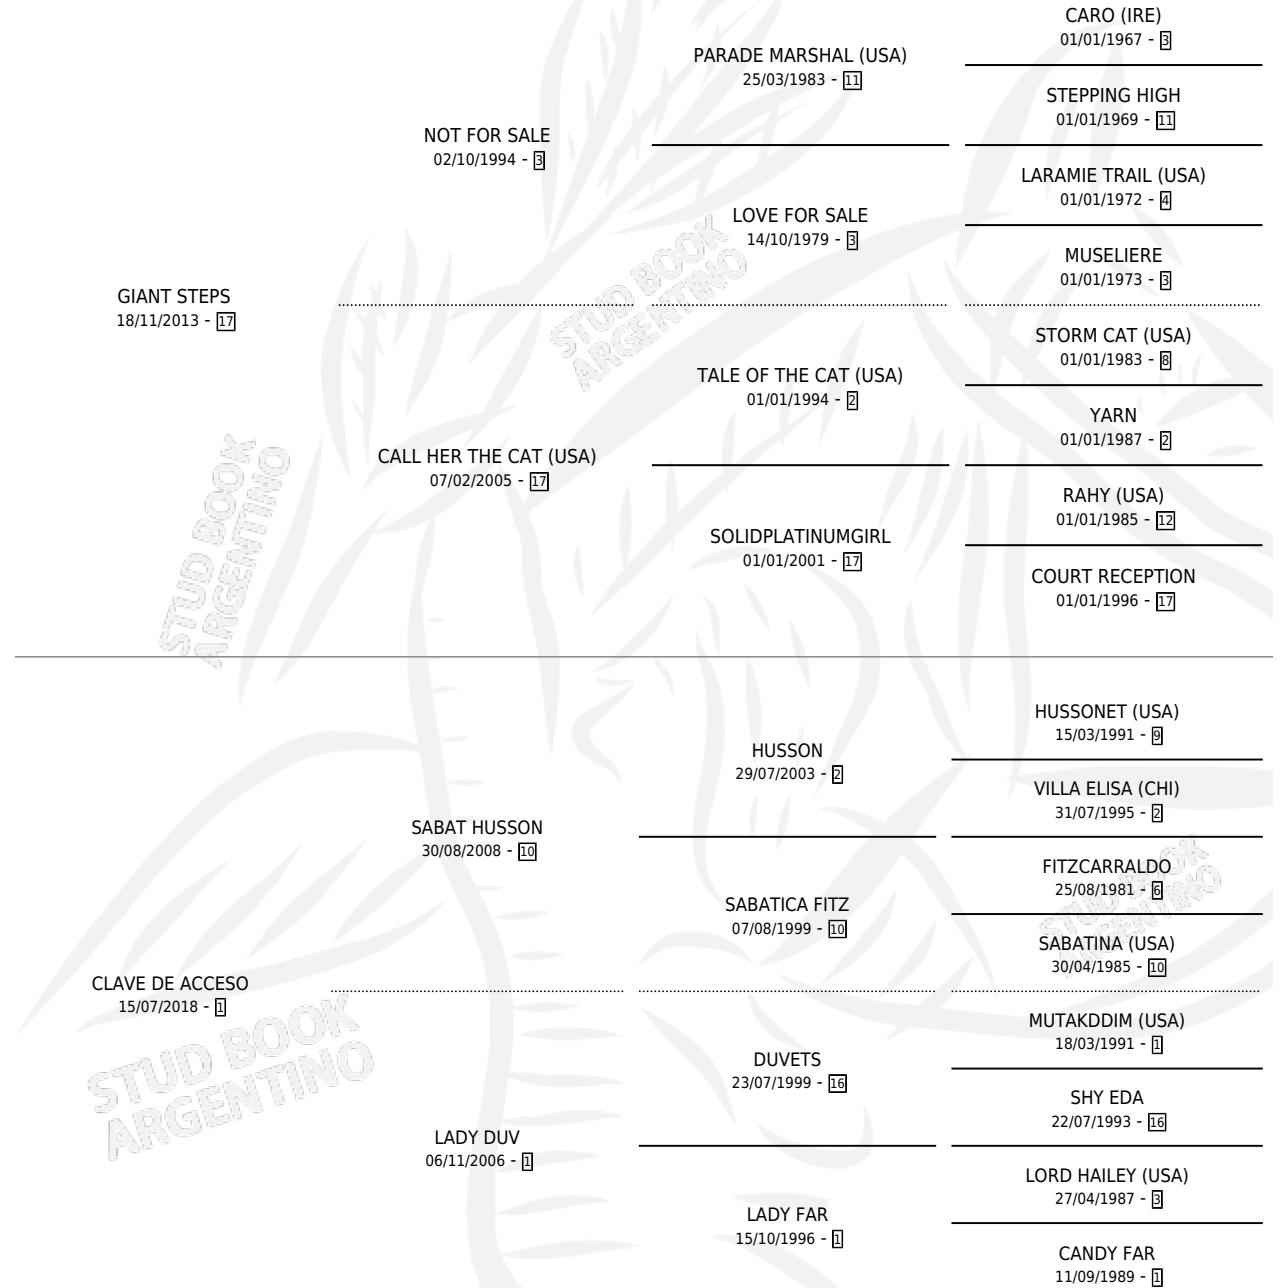 CARO (IRE)
01/01/1967 - 3
PARADE MARSHAL (USA)
25/03/1983 - 11
STEPPING HIGH
01/01/1969 - 11
NOT FOR SALE
02/10/1994 - 3
LARAMIE TRAIL (USA)
01/01/1972 - 4
LOVE FOR SALE
14/10/1979 - 3
MUSELIERE
01/01/1973 - 3
GIANT STEPS
18/11/2013 - 17
STORM CAT (USA)
01/01/1983 - 8
TALE OF THE CAT (USA)
01/01/1994 - 2
YARN
01/01/1987 - 2
CALL HER THE CAT (USA)
07/02/2005 - 17
RAHY (USA)
01/01/1985 - 12
SOLIDPLATINUMGIRL
01/01/2001 - 17
COURT RECEPTION
01/01/1996 - 17
HUSSONET (USA)
15/03/1991 - 9
HUSSON
29/07/2003 - 2
VILLA ELISA (CHI)
31/07/1995 - 2
SABAT HUSSON
30/08/2008 - 10
FITZCARRALDO
25/08/1981 - 6
SABATICA FITZ
07/08/1999 - 10
SABATINA (USA)
30/04/1985 - 10
CLAVE DE ACCESO
15/07/2018 - 1
MUTAKDDIM (USA)
18/03/1991 - 1
DUVETS
23/07/1999 - 16
SHY EDA
22/07/1993 - 16
LADY DUV
06/11/2006 - 1
LORD HAILEY (USA)
27/04/1987 - 3
LADY FAR
15/10/1996 - 1
CANDY FAR
11/09/1989 - 1
STUD BOOK
ARGENTINO
STUD BOOK
ARGENTINO
STUD BOOK
ARGENTINO
STUD BOOK
ARGENTINO